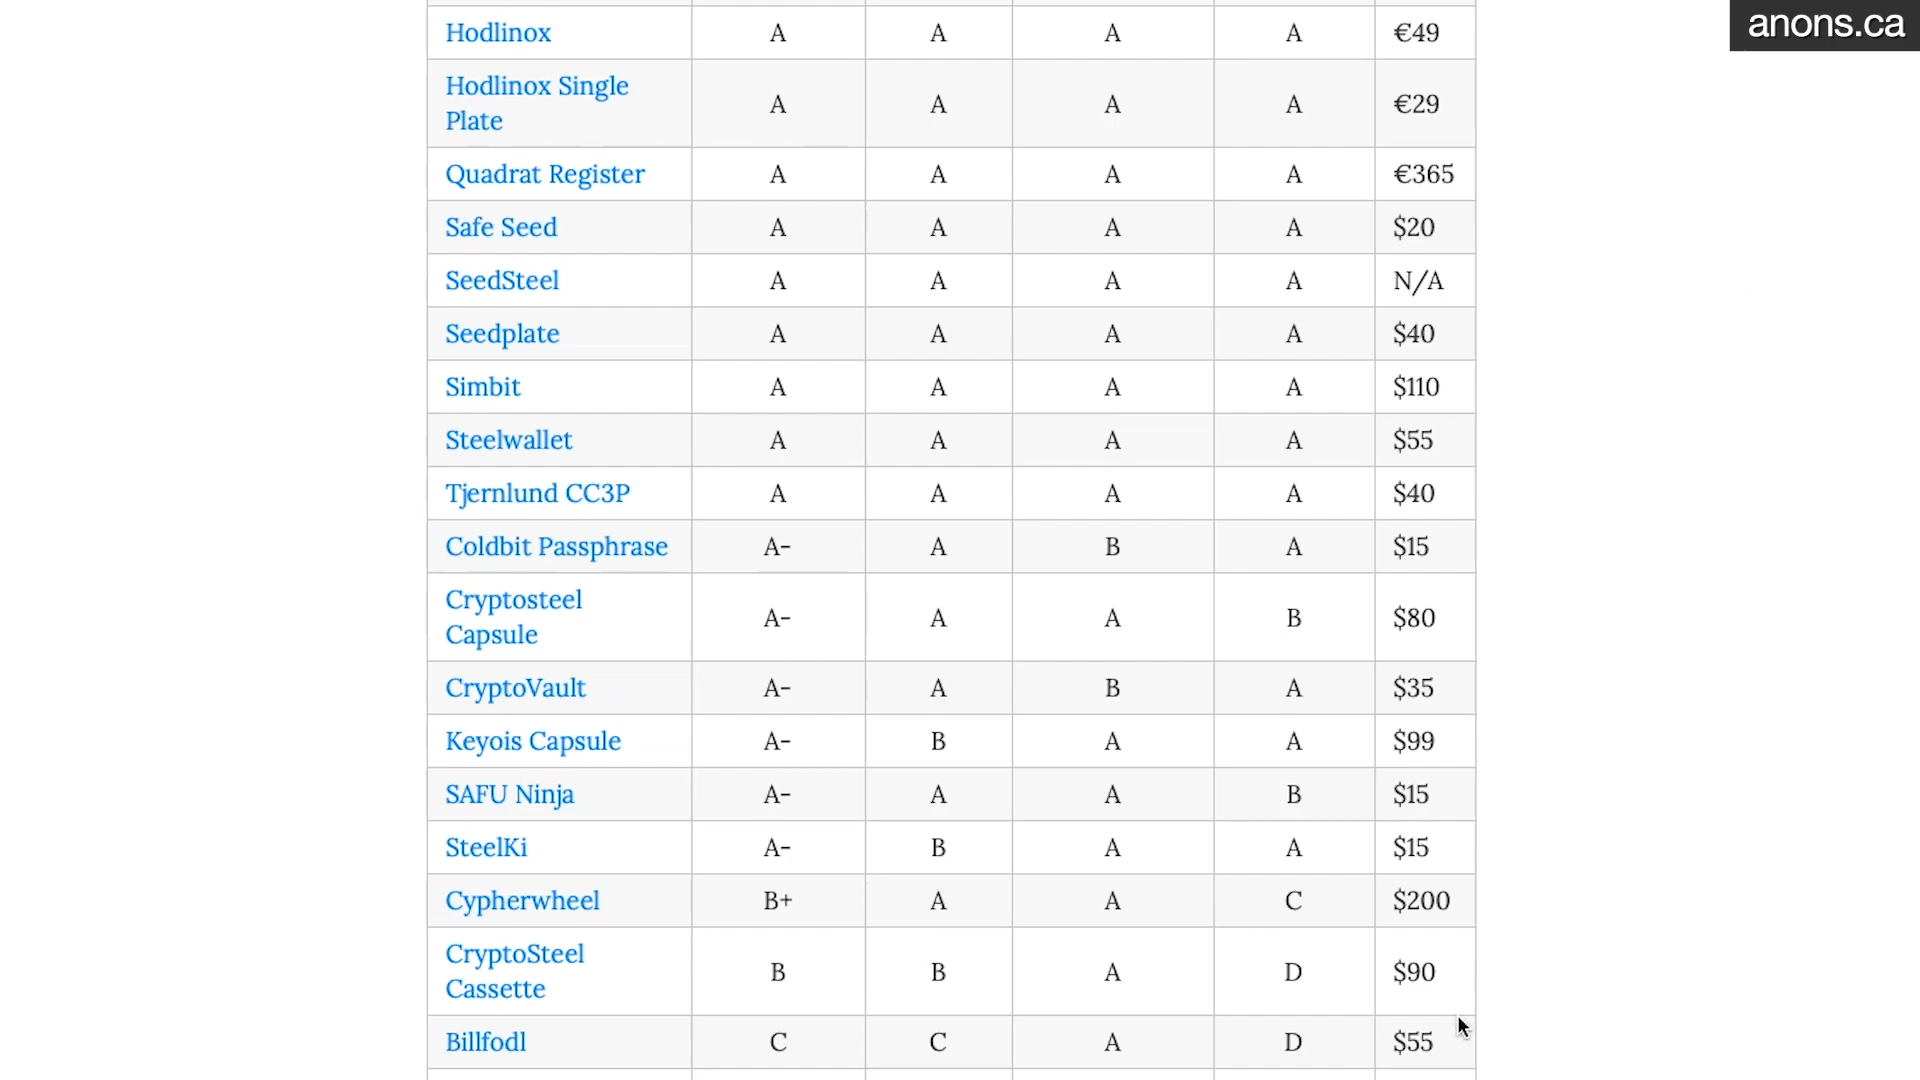 anons.ca
Hodlinox A A A A €49
Hodlinox Single
Plate A A A A €29
Quadrat Register A A A A €365
Safe Seed A A A A $20
SeedSteel A A A A N/A
Seedplate A A A A $40
Simbit A A A A $110
Steelwallet A A A A $55
Tjernlund CC3P A A A A $40
Coldbit Passphrase A- A B A $15
Cryptosteel
Capsule A- A A B $80
CryptoVault A- A B A $35
Keyois Capsule A- B A A $99
SAFU Ninja A- A A B $15
SteelKi A- B A A $15
Cypherwheel B+ A A C $200
CryptoSteel
Cassette B B A D $90
Billfodl C C A D $55